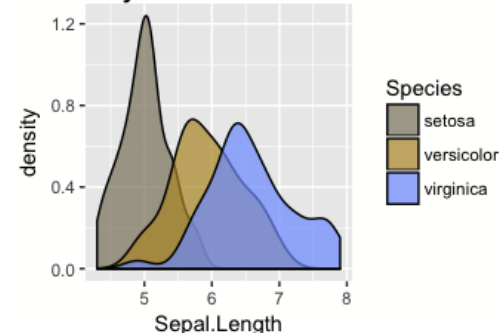 1.2
0.8
0.4
0.0
density
5 6 7 8
Sepal.Length
Species
setosa
versicolor
virginica